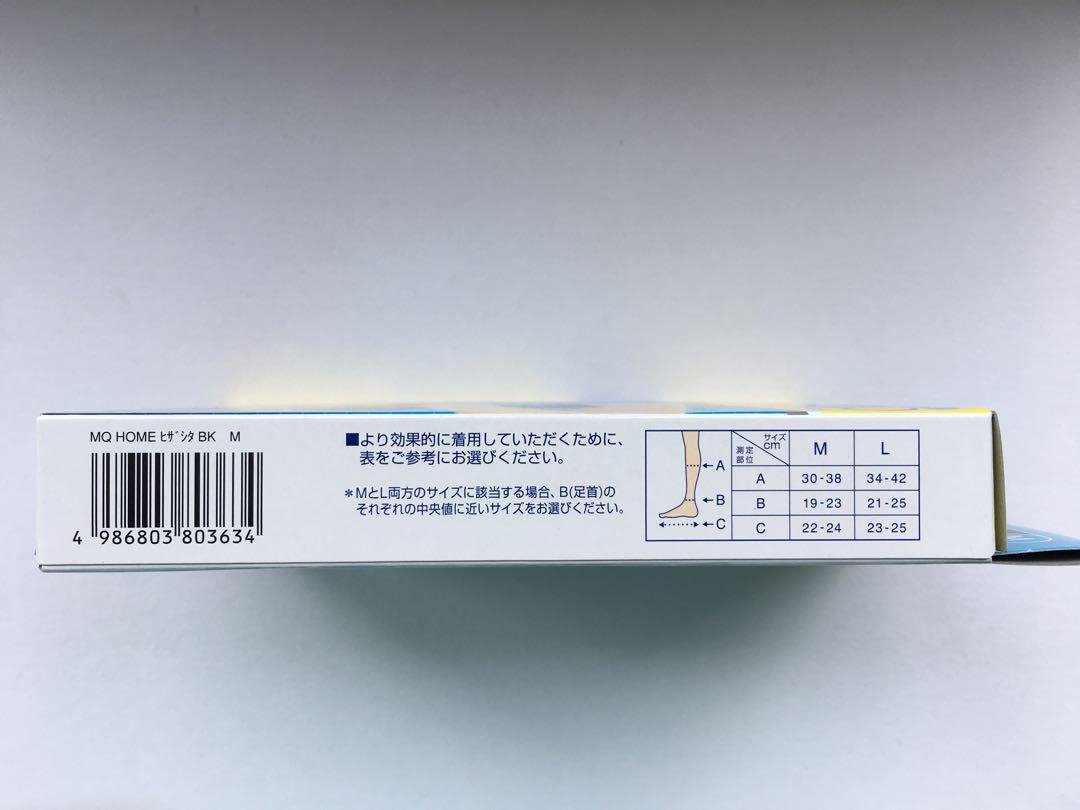 MQ HOME ﾋｻﾞｼﾀ BK M
4 986803 803634
■より効果的に着用していただくために、
表をご参考にお選びください。
＊MとL両方のサイズに該当する場合、B(足首)の
それぞれの中央値に近いサイズをお選びください。
A
B
C
サイズ
cm
測定
部位
M L
A 30-38 34-42
B 19-23 21-25
C 22-24 23-25